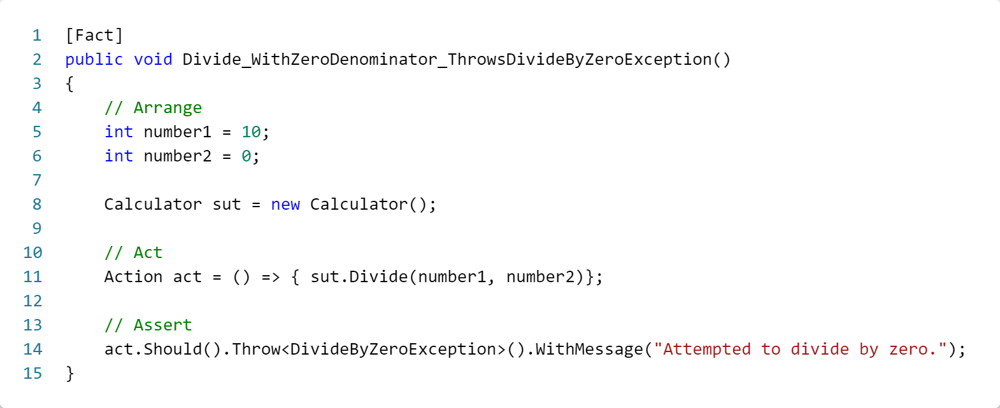 1 [Fact]
2 public void Divide_WithZeroDenominator_ThrowsDivideByZeroException()
3 {
4     // Arrange
5     int number1 = 10;
6     int number2 = 0;
7
8     Calculator sut = new Calculator();
9
10     // Act
11     Action act = () => { sut.Divide(number1, number2)};
12
13     // Assert
14     act.Should().Throw<DivideByZeroException>().WithMessage("Attempted to divide by zero.");
15 }